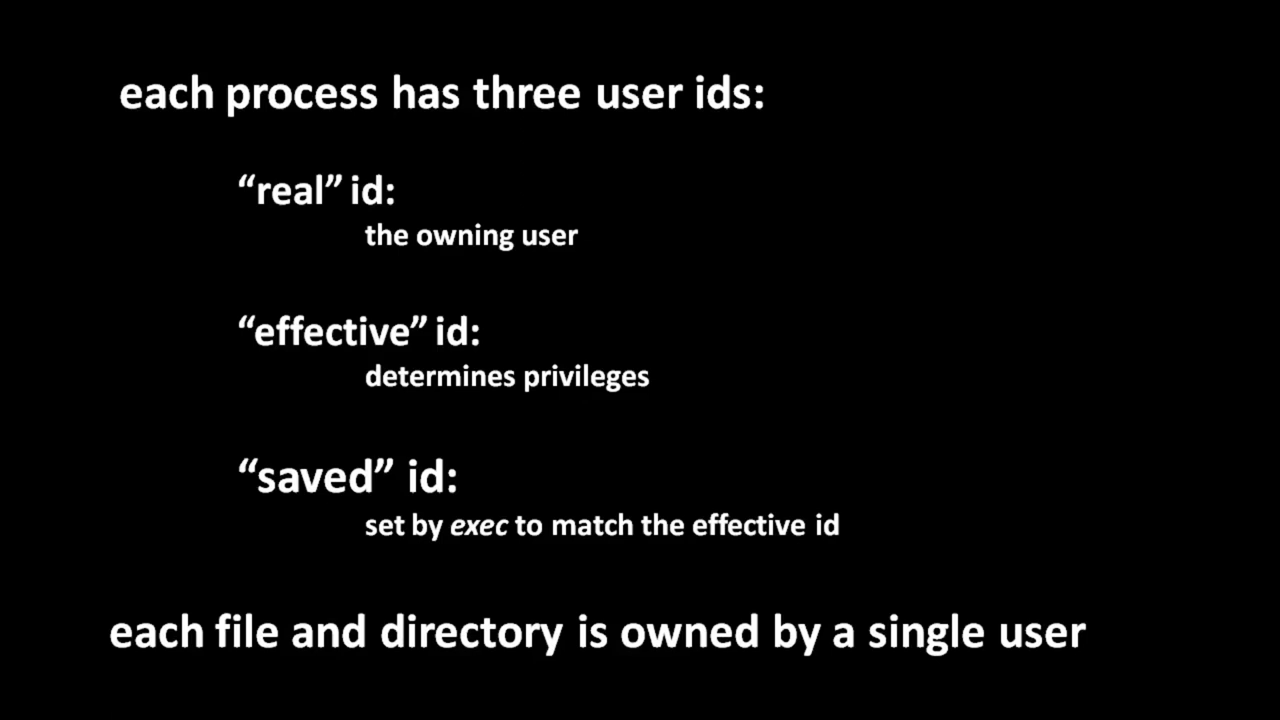 each process has three user ids:
“real” id:
the owning user
“effective” id:
determines privileges
“saved” id:
set by exec to match the effective id
each file and directory is owned by a single user